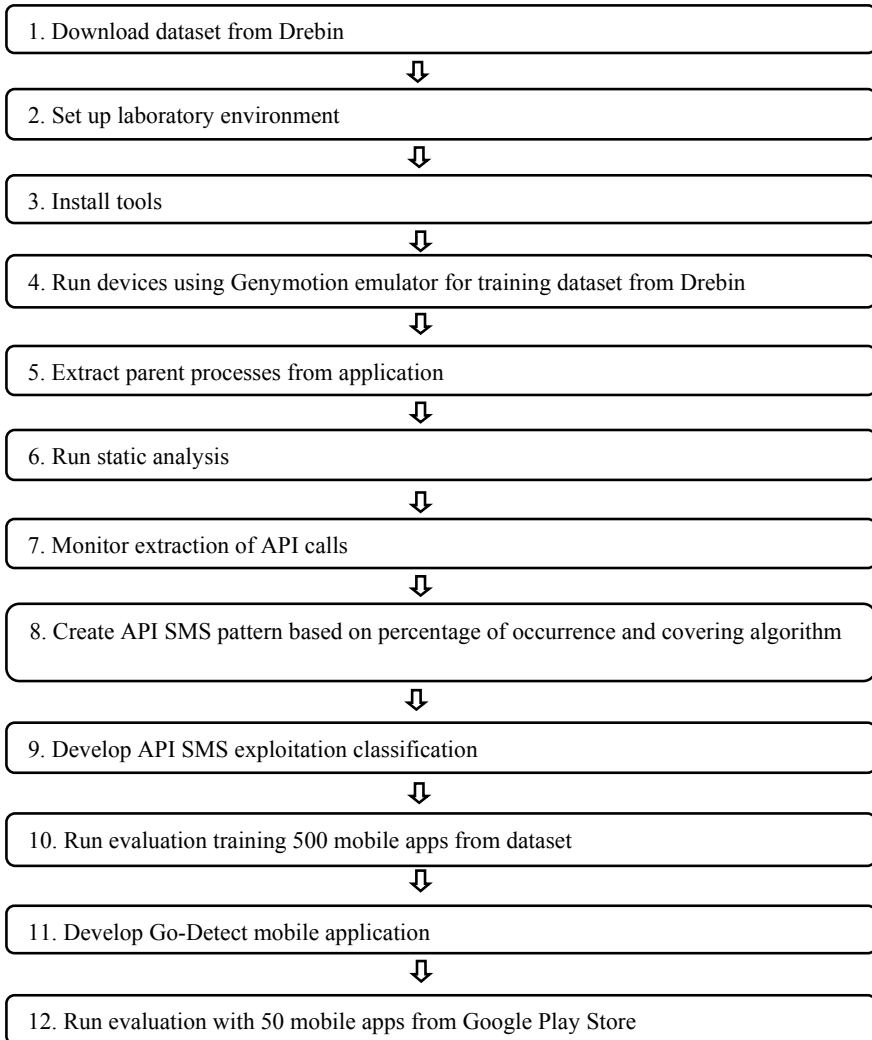 1. Download dataset from Drebin
2. Set up laboratory environment
3. Install tools
4. Run devices using Genymotion emulator for training dataset from Drebin
5. Extract parent processes from application
6. Run static analysis
7. Monitor extraction of API calls
8. Create API SMS pattern based on percentage of occurrence and covering algorithm
9. Develop API SMS exploitation classification
10. Run evaluation training 500 mobile apps from dataset
11. Develop Go-Detect mobile application
12. Run evaluation with 50 mobile apps from Google Play Store